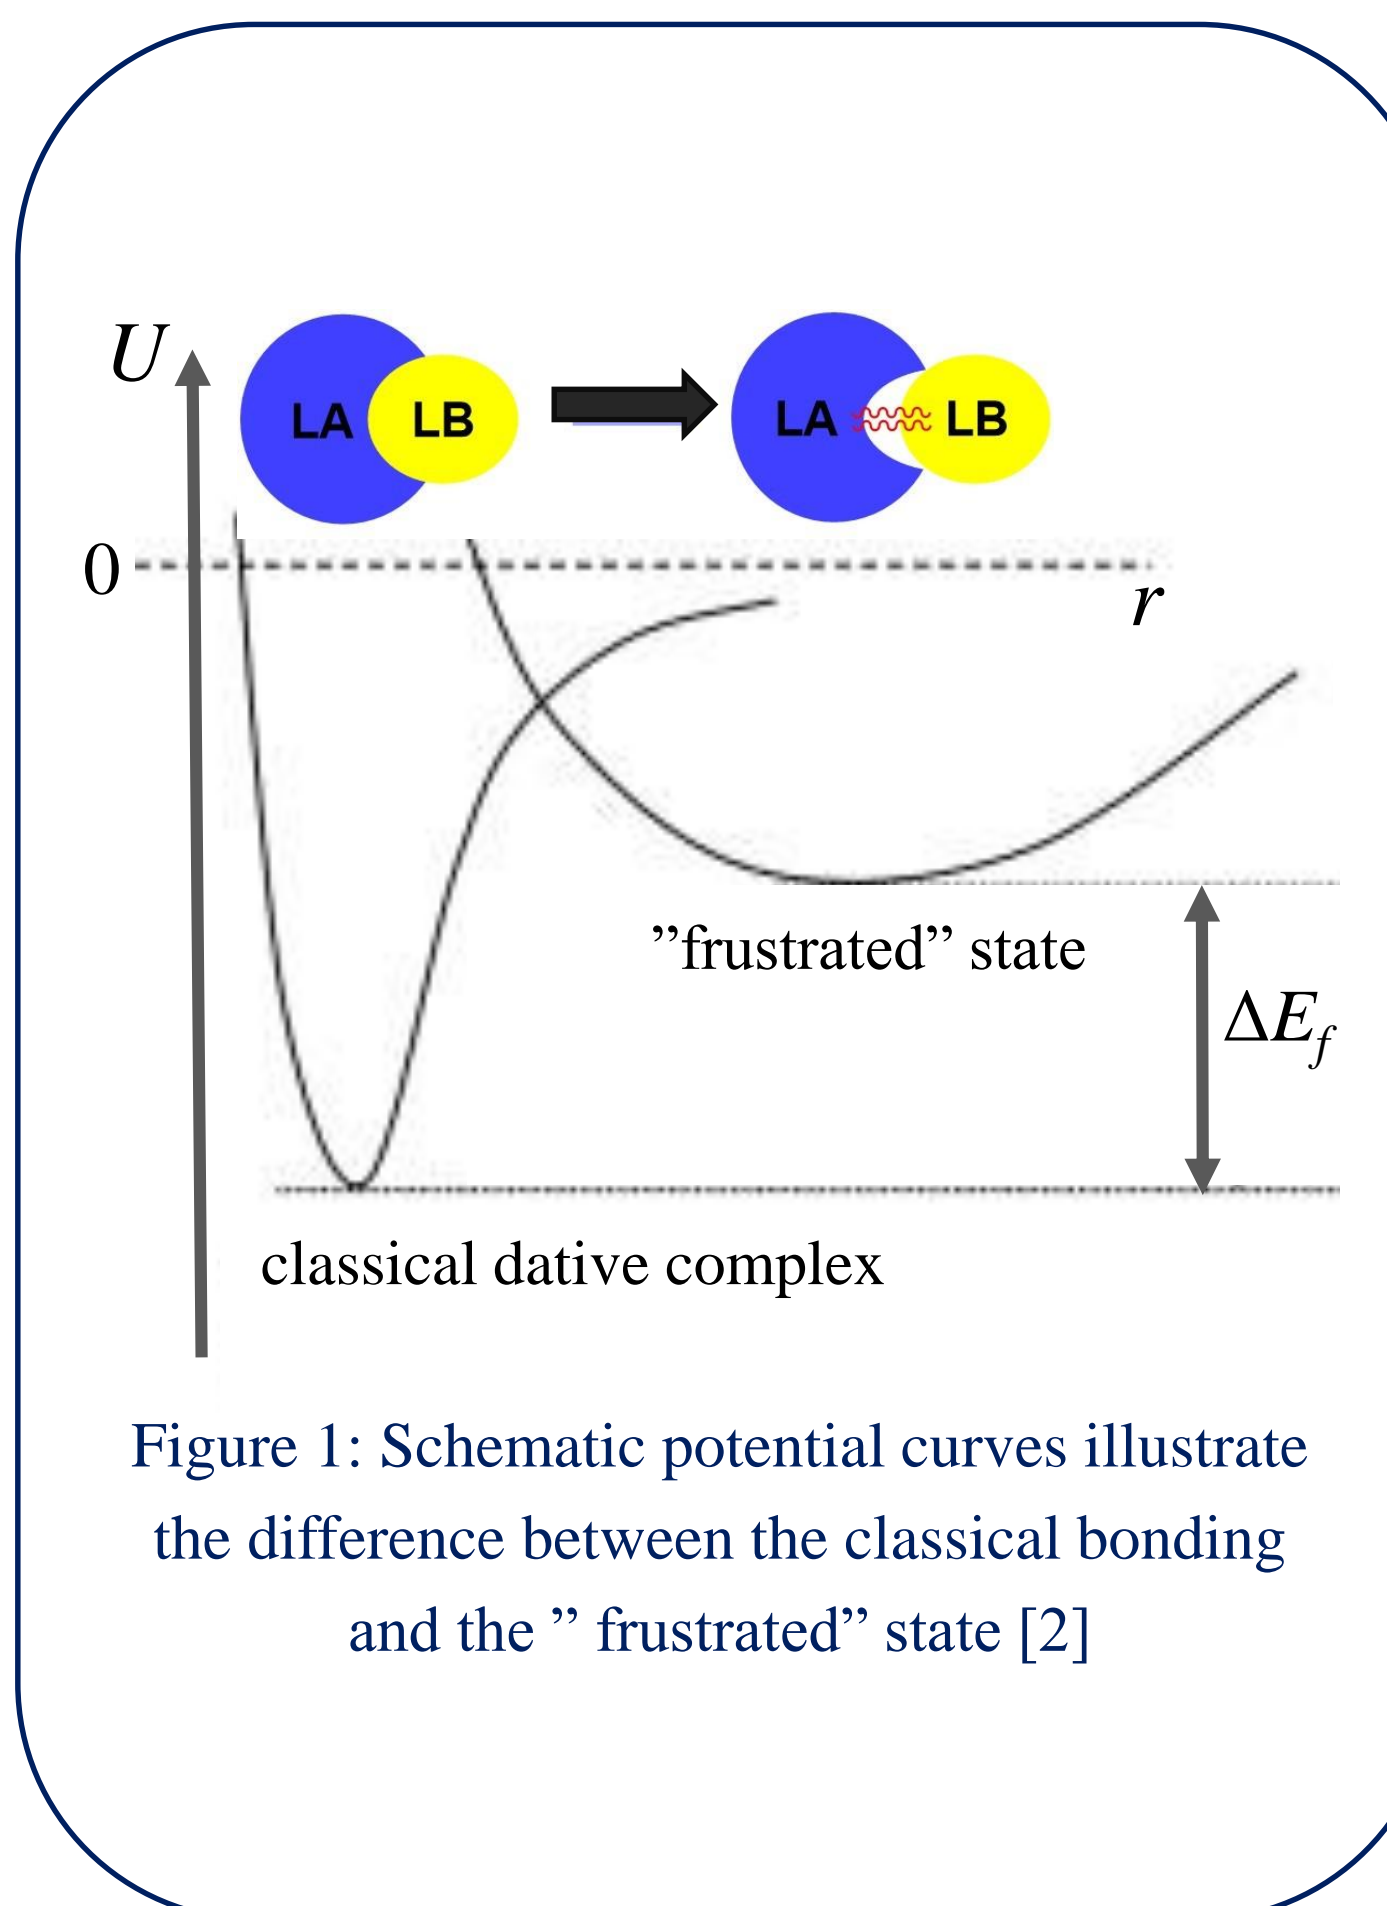 U
LA LB LA LB
0
r
”frustrated” state
ΔE_f
classical dative complex
Figure 1: Schematic potential curves illustrate
the difference between the classical bonding
and the ” frustrated” state [2]